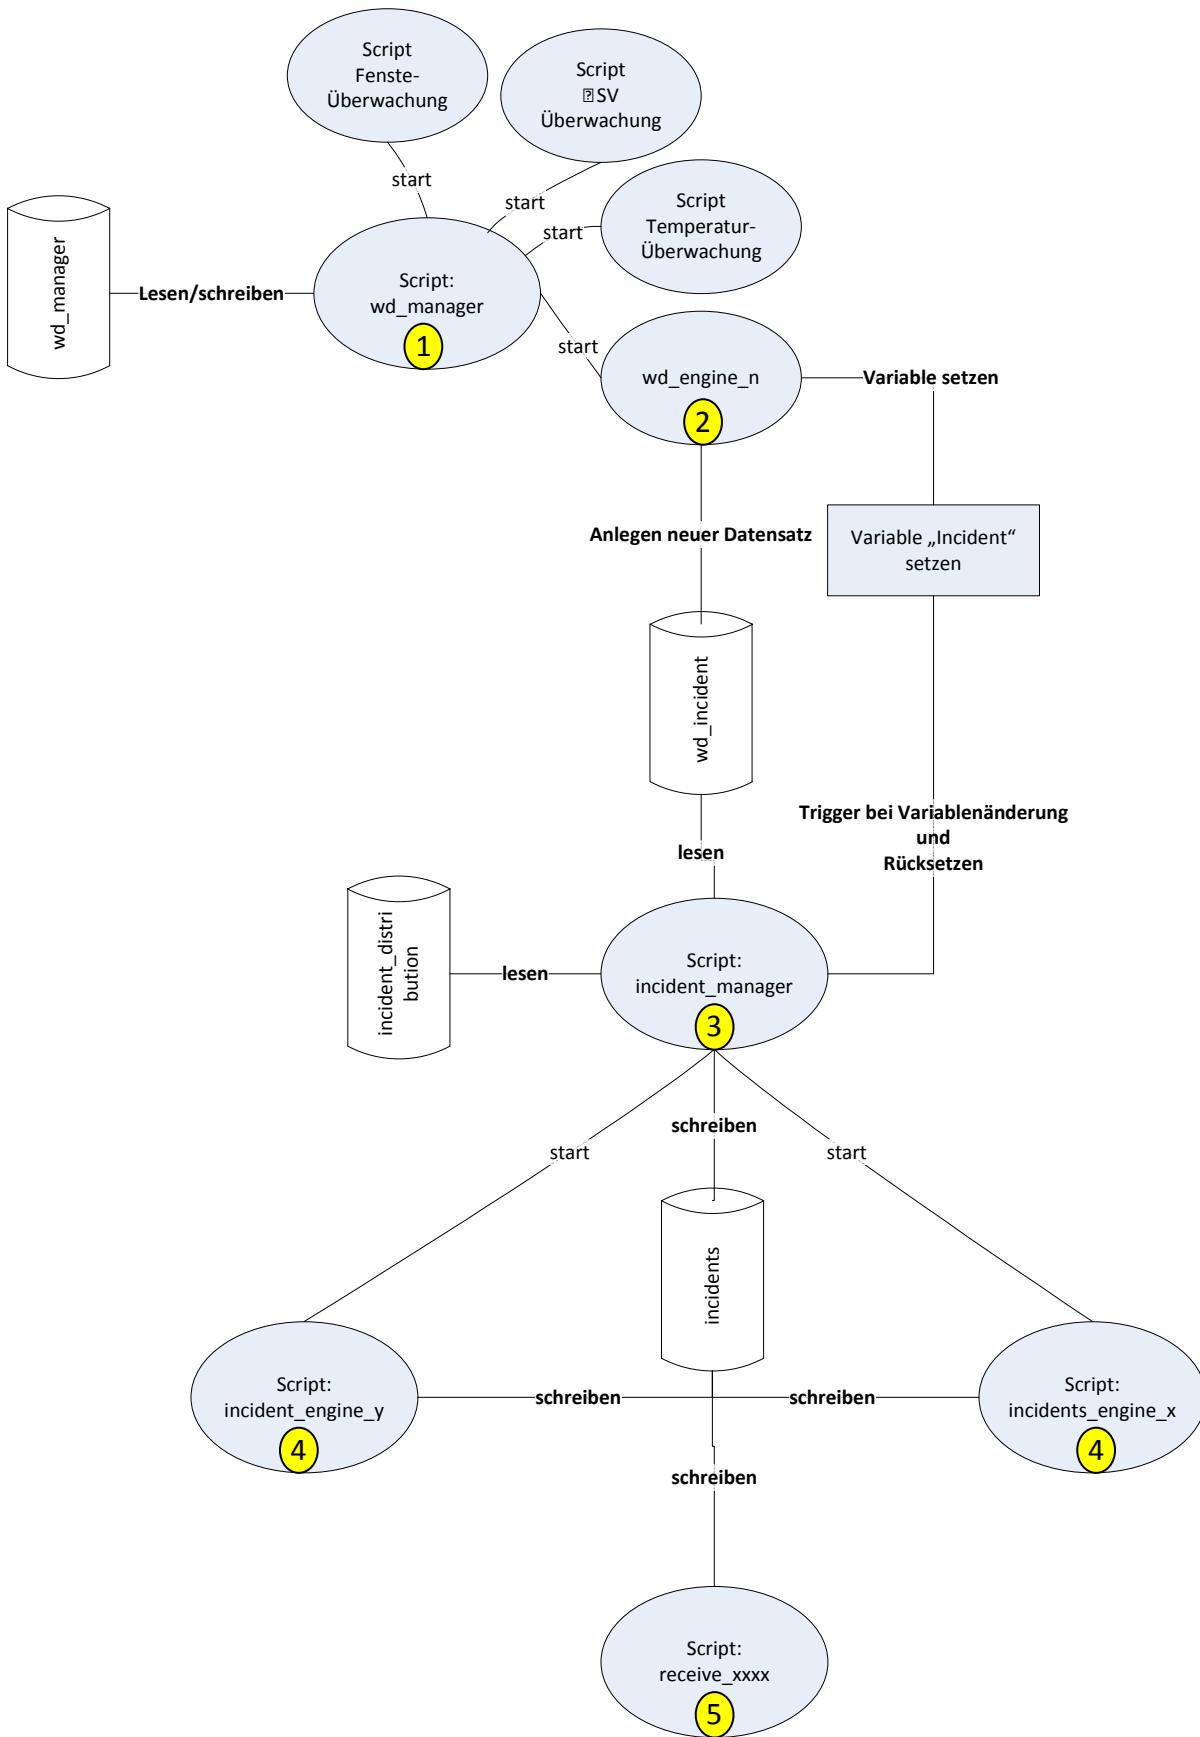 Script
Fenste-
Überwachung
Script
SV
Überwachung
start
start
Script
Temperatur-
Überwachung
start
wd_manager
Lesen/schreiben
Script:
wd_manager
1
start
wd_engine_n
2
Variable setzen
Anlegen neuer Datensatz
Variable „Incident“
setzen
wd_incident
Trigger bei Variablenänderung
und
Rücksetzen
lesen
incident_distri
bution
lesen
Script:
incident_manager
3
schreiben
start
start
incidents
Script:
incident_engine_y
4
schreiben
schreiben
Script:
incidents_engine_x
4
schreiben
Script:
receive_xxxx
5